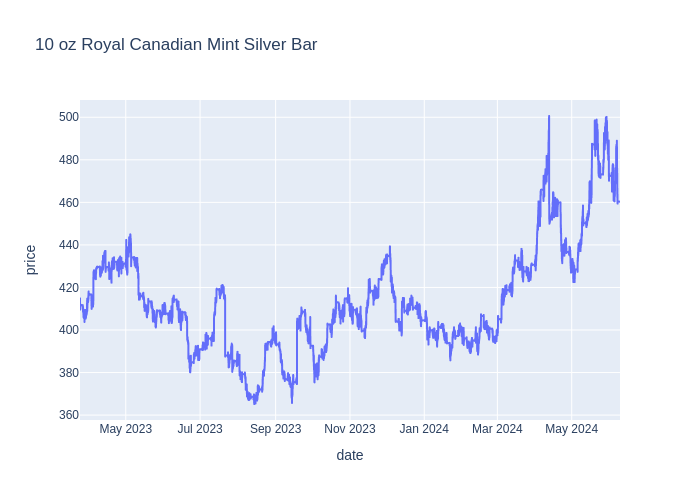 10 oz Royal Canadian Mint Silver Bar
500
480
460
440
420
400
380
360
price
May 2023 Jul 2023 Sep 2023 Nov 2023 Jan 2024 Mar 2024 May 2024
date